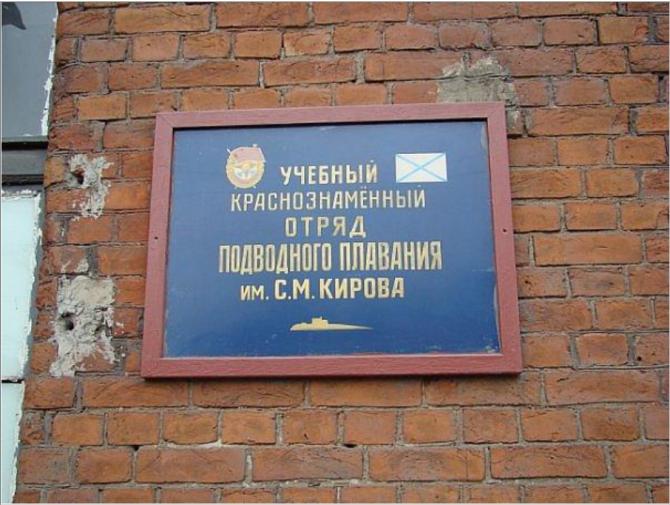 УЧЕБНЫЙ
КРАСНОЗНАМЁННЫЙ
ОТРЯД
ПОДВОДНОГО ПЛАВАНИЯ
ИМ. С.М. КИРОВА